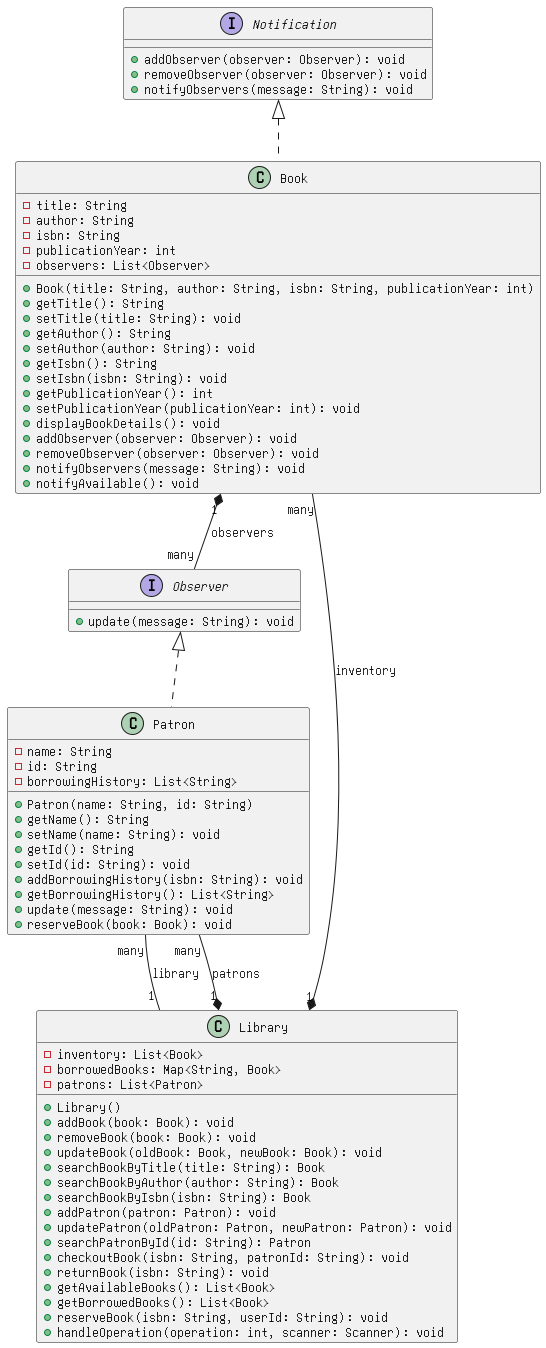 I Notification
addObserver(observer: Observer): void
removeObserver(observer: Observer): void
notifyObservers(message: String): void
C Book
title: String
author: String
isbn: String
publicationYear: int
observers: List<Observer>
Book(title: String, author: String, isbn: String, publicationYear: int)
getTitle(): String
setTitle(title: String): void
getAuthor(): String
setAuthor(author: String): void
getIsbn(): String
setIsbn(isbn: String): void
getPublicationYear(): int
setPublicationYear(publicationYear: int): void
displayBookDetails(): void
addObserver(observer: Observer): void
removeObserver(observer: Observer): void
notifyObservers(message: String): void
notifyAvailable(): void
1
many
observers
many
I Observer
update(message: String): void
inventory
C Patron
name: String
id: String
borrowingHistory: List<String>
Patron(name: String, id: String)
getName(): String
setName(name: String): void
getId(): String
setId(id: String): void
addBorrowingHistory(isbn: String): void
getBorrowingHistory(): List<String>
update(message: String): void
reserveBook(book: Book): void
many
many
library
patrons
1
1
1
C Library
inventory: List<Book>
borrowedBooks: Map<String, Book>
patrons: List<Patron>
Library()
addBook(book: Book): void
removeBook(book: Book): void
updateBook(oldBook: Book, newBook: Book): void
searchBookByTitle(title: String): Book
searchBookByAuthor(author: String): Book
searchBookByIsbn(isbn: String): Book
addPatron(patron: Patron): void
updatePatron(oldPatron: Patron, newPatron: Patron): void
searchPatronById(id: String): Patron
checkoutBook(isbn: String, patronId: String): void
returnBook(isbn: String): void
getAvailableBooks(): List<Book>
getBorrowedBooks(): List<Book>
reserveBook(isbn: String, userId: String): void
handleOperation(operation: int, scanner: Scanner): void